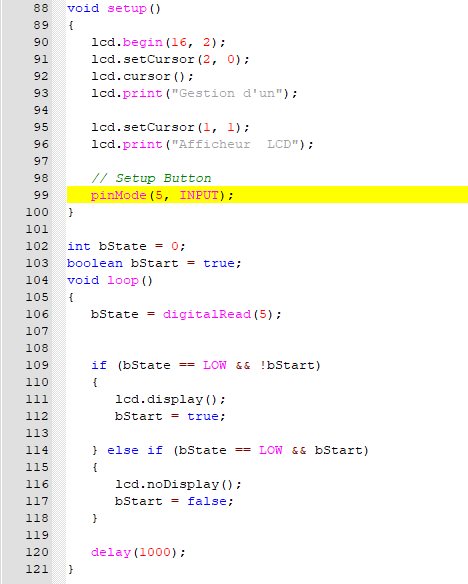 88 void setup()
89 {
90    lcd.begin(16, 2);
91    lcd.setCursor(2, 0);
92    lcd.cursor();
93    lcd.print("Gestion d'un");
94
95    lcd.setCursor(1, 1);
96    lcd.print("Afficheur  LCD");
97
98    // Setup Button
99    pinMode(5, INPUT);
100 }
101
102 int bState = 0;
103 boolean bStart = true;
104 void loop()
105 {
106    bState = digitalRead(5);
107
108
109    if (bState == LOW && !bStart)
110    {
111       lcd.display();
112       bStart = true;
113
114    } else if (bState == LOW && bStart)
115    {
116       lcd.noDisplay();
117       bStart = false;
118    }
119
120    delay(1000);
121 }